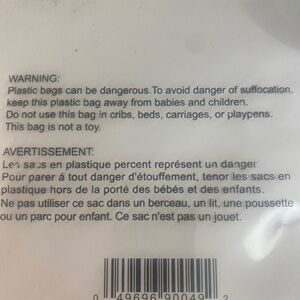 WARNING:
Plastic bags can be dangerous.To avoid danger of suffocation,
keep this plastic bag away from babies and children.
Do not use this bag in cribs, beds, carriages, or playpens.
This bag is not a toy.
AVERTISSEMENT:
Les sacs en plastique percent représent un danger.
Pour parer á tout danger d'étouffement, tenor les sacs en
plastique hors de la porté des bébés et des enfants.
Ne pas utiliser ce sac dans un berceau, un lit, une poussette
ou un parc pour enfant. Ce sac n'est pas un jouet.
0 49696 90049 2